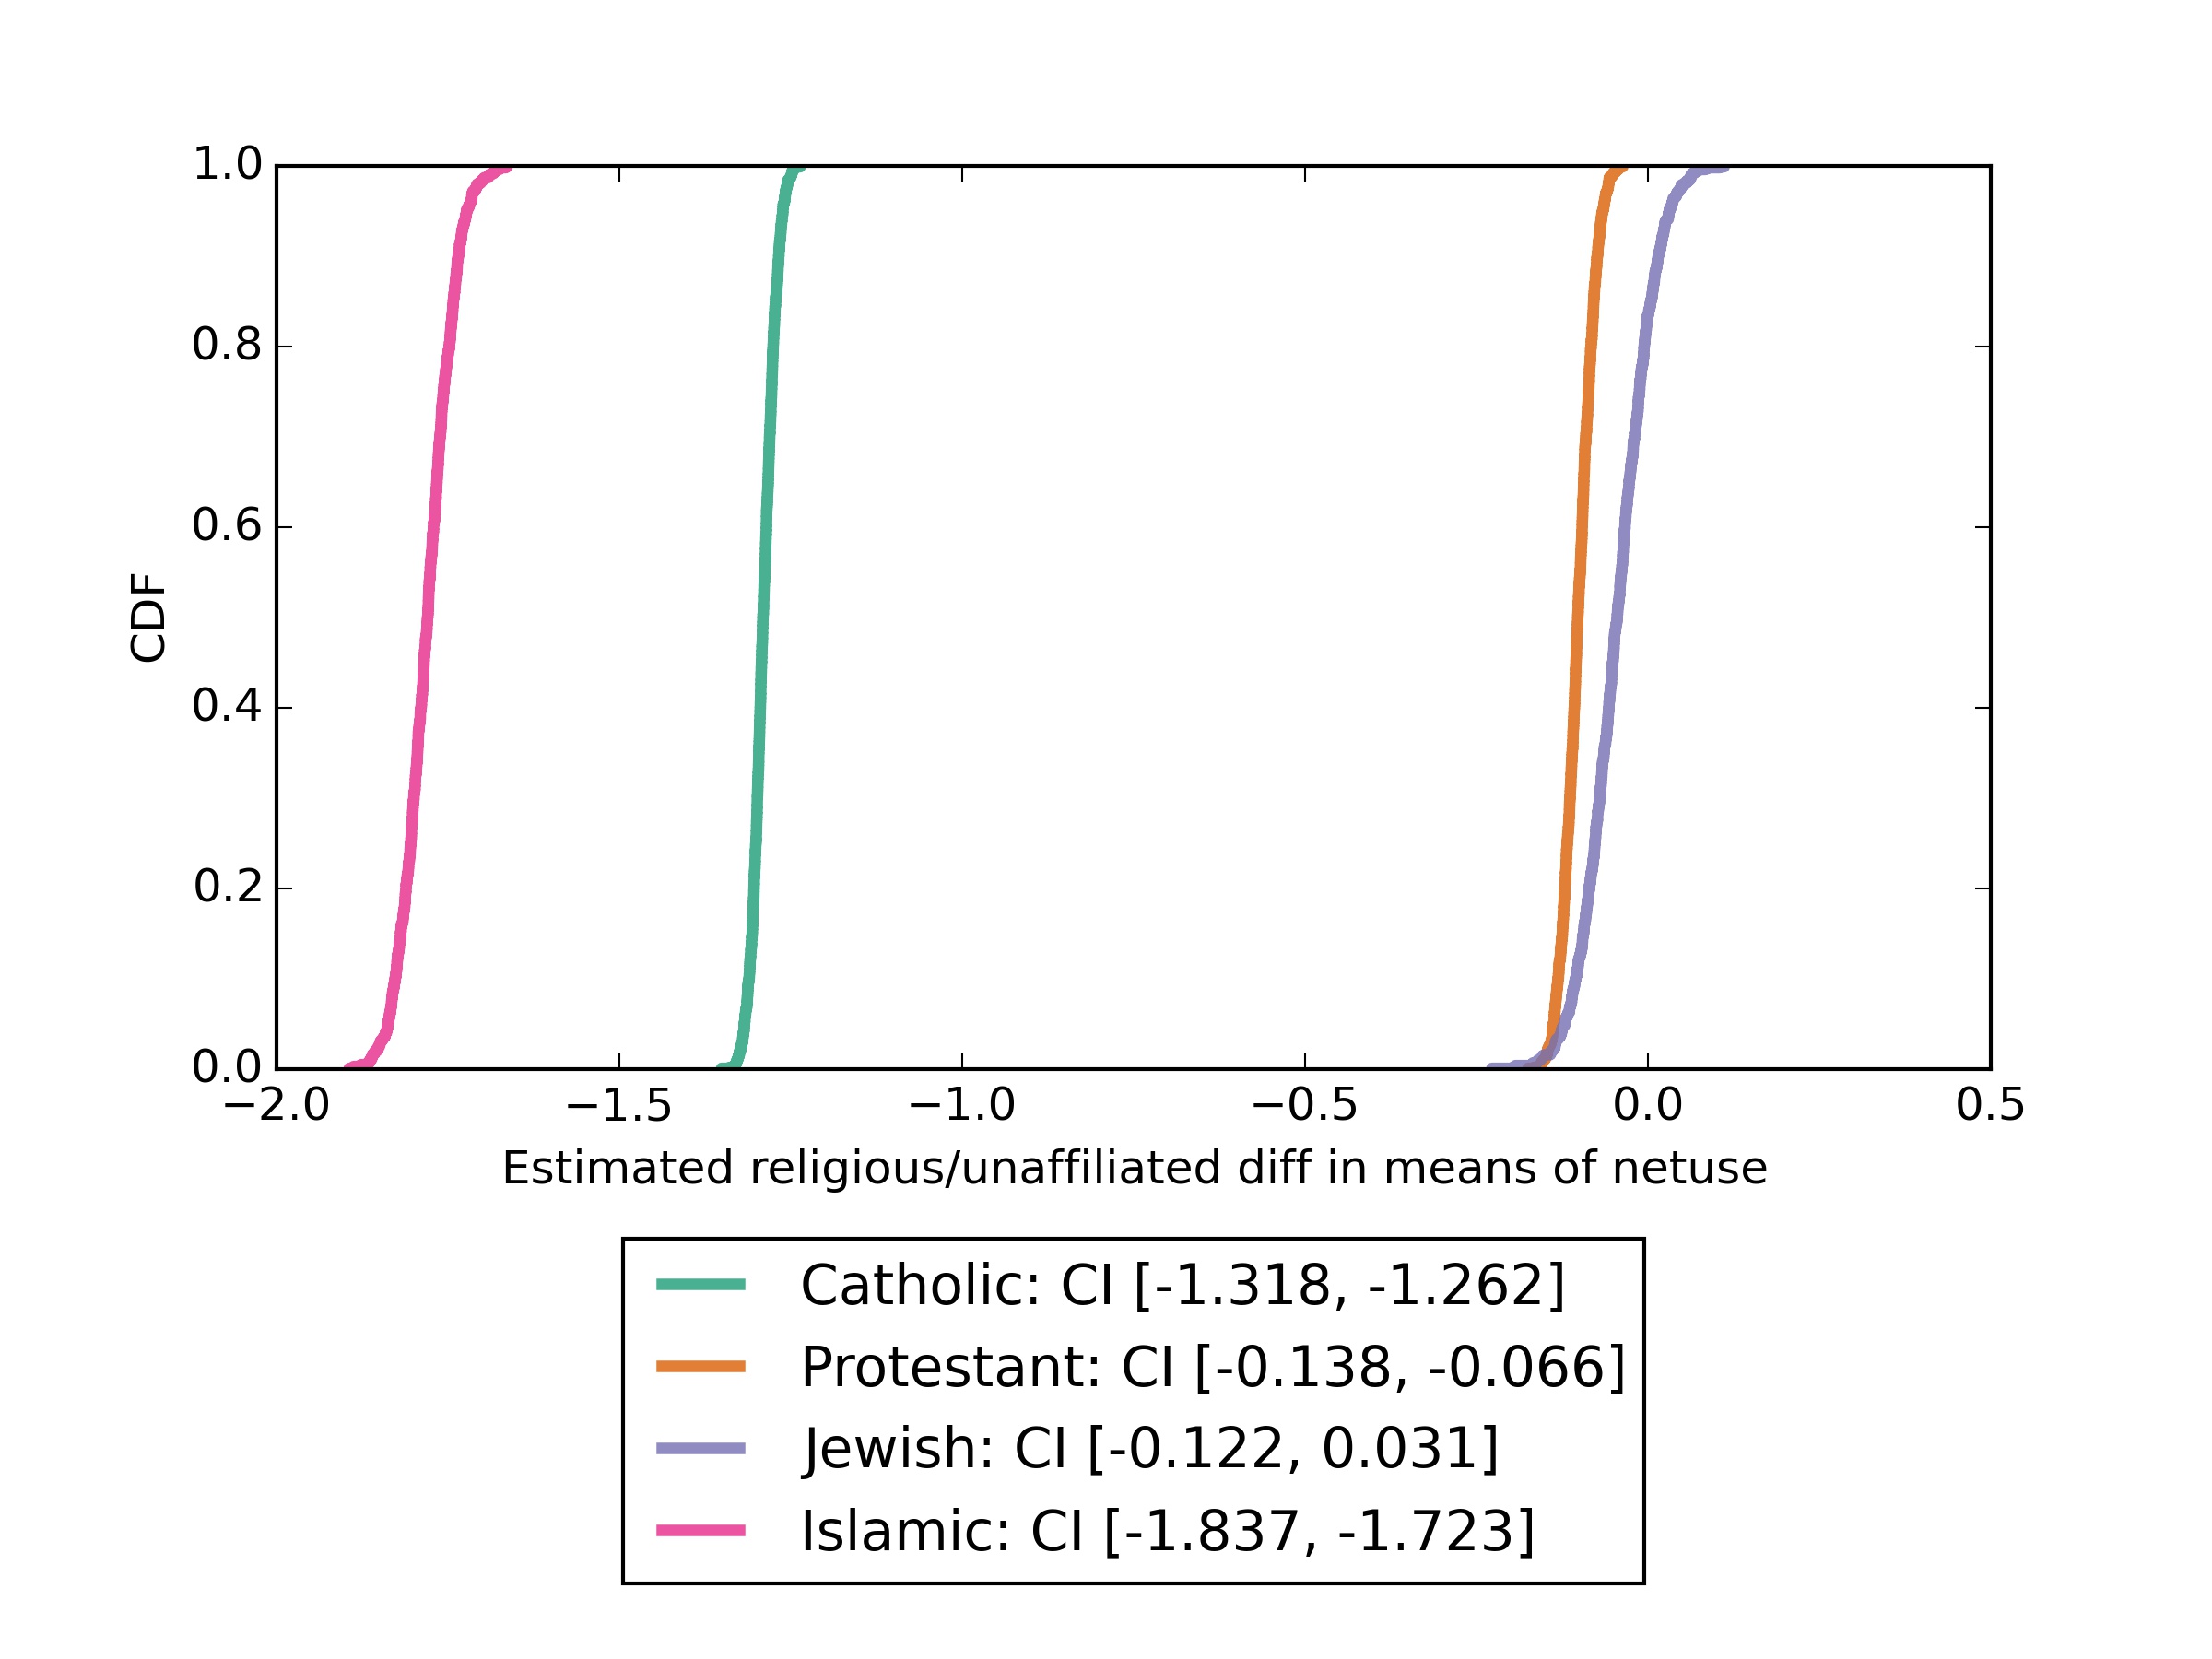 1.0
0.8
0.6
0.4
0.2
0.0
CDF
−2.0 −1.5 −1.0 −0.5 0.0 0.5
Estimated religious/unaffiliated diff in means of netuse
Catholic: CI [-1.318, -1.262]
Protestant: CI [-0.138, -0.066]
Jewish: CI [-0.122, 0.031]
Islamic: CI [-1.837, -1.723]